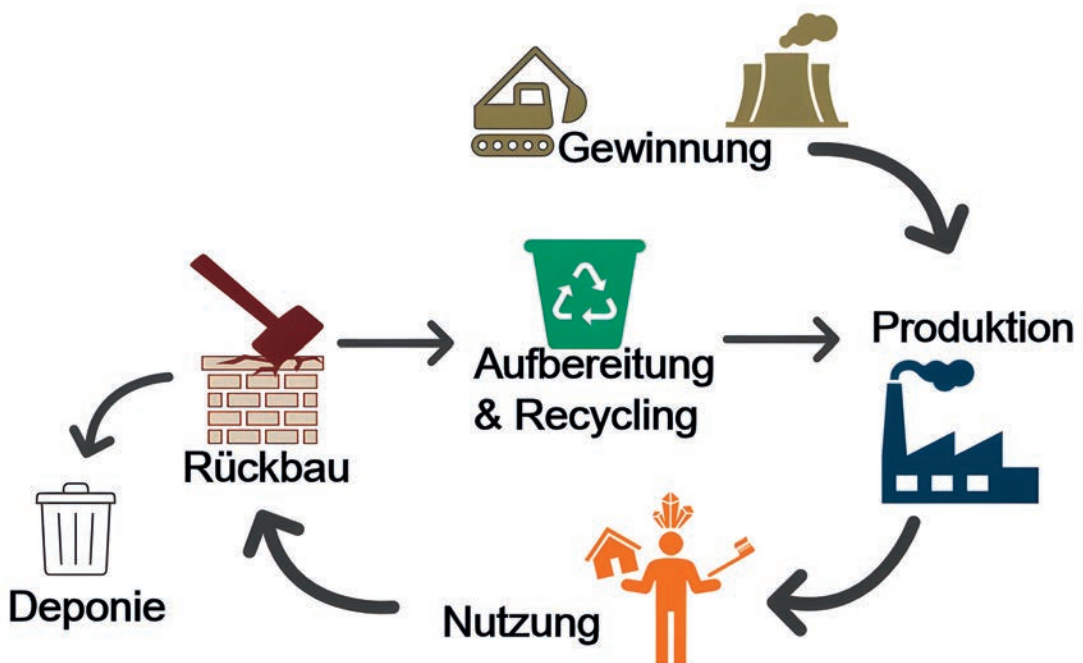 Gewinnung
Produktion
Aufbereitung
& Recycling
Rückbau
Deponie
Nutzung